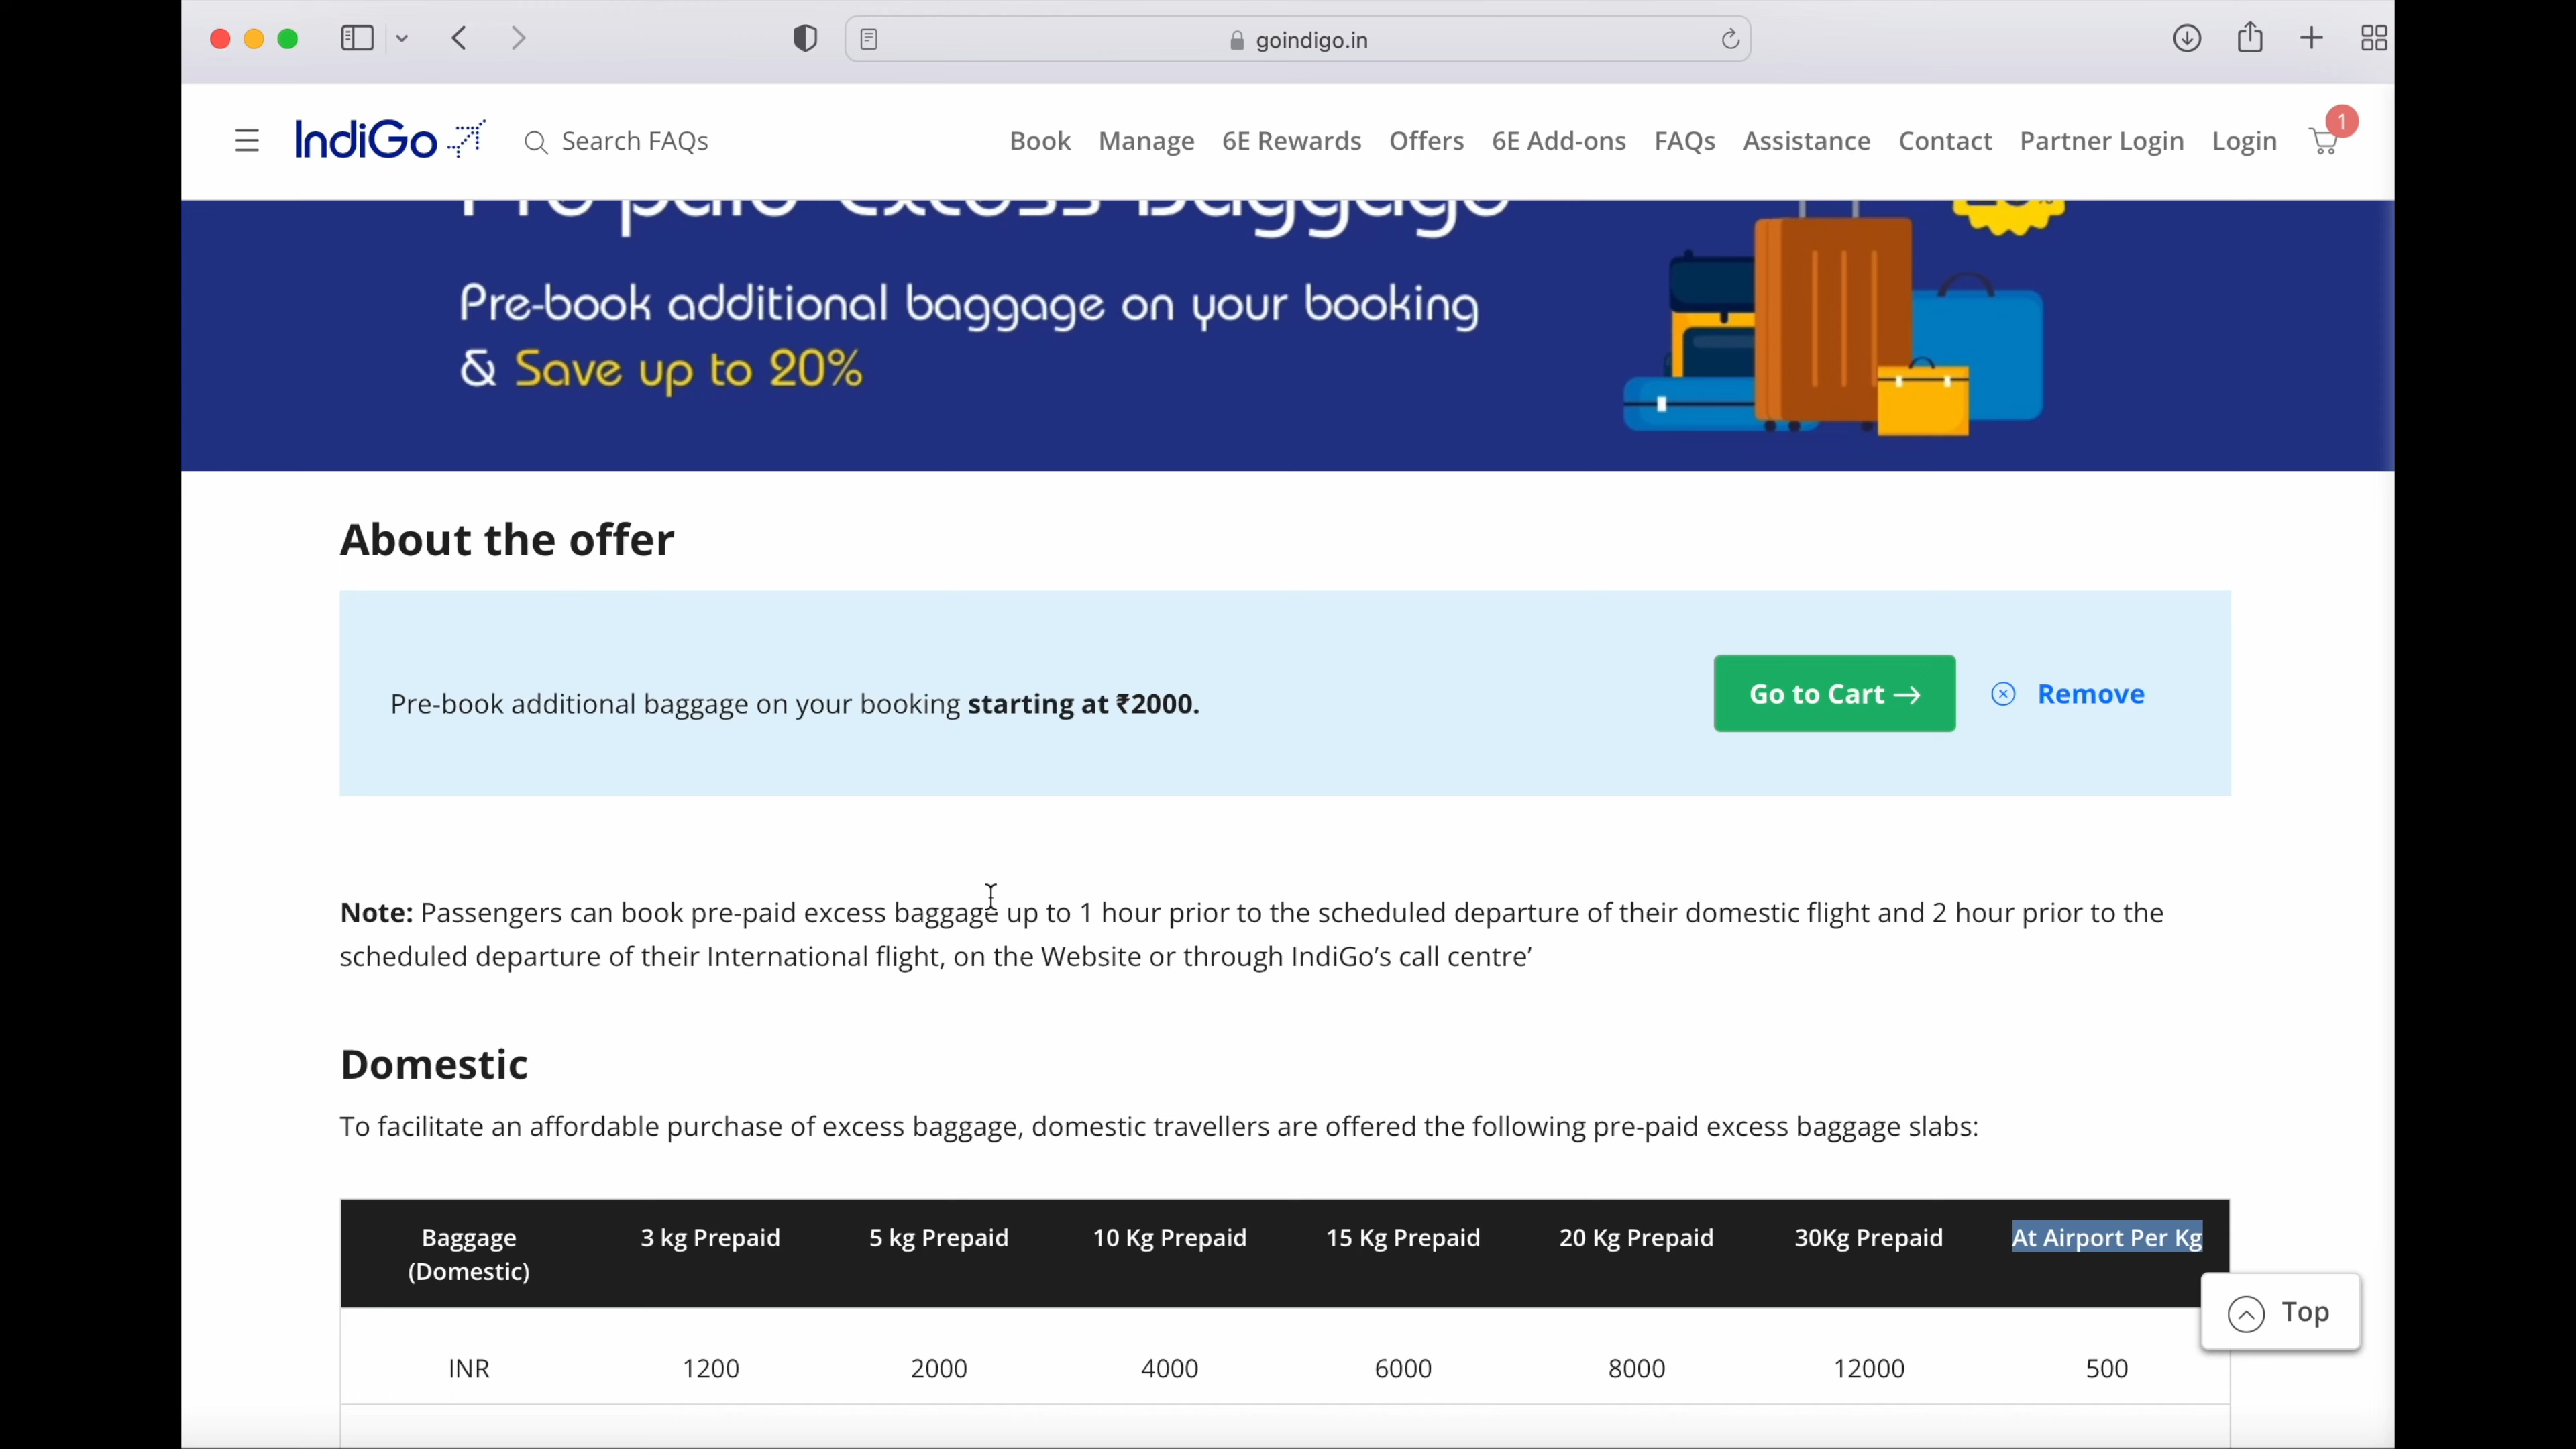 goindigo.in
IndiGo
Search FAQs
Book Manage 6E Rewards Offers 6E Add-ons FAQs Assistance Contact Partner Login Login 1
Pre-paid Excess Baggage
Pre-book additional baggage on your booking
& Save up to 20%
About the offer
Pre-book additional baggage on your booking starting at ₹2000.
Go to Cart →
Remove
Note: Passengers can book pre-paid excess baggage up to 1 hour prior to the scheduled departure of their domestic flight and 2 hour prior to the
scheduled departure of their International flight, on the Website or through IndiGo’s call centre’
Domestic
To facilitate an affordable purchase of excess baggage, domestic travellers are offered the following pre-paid excess baggage slabs:
Baggage 3 kg Prepaid 5 kg Prepaid 10 Kg Prepaid 15 Kg Prepaid 20 Kg Prepaid 30Kg Prepaid At Airport Per Kg
(Domestic)
Top
INR 1200 2000 4000 6000 8000 12000 500